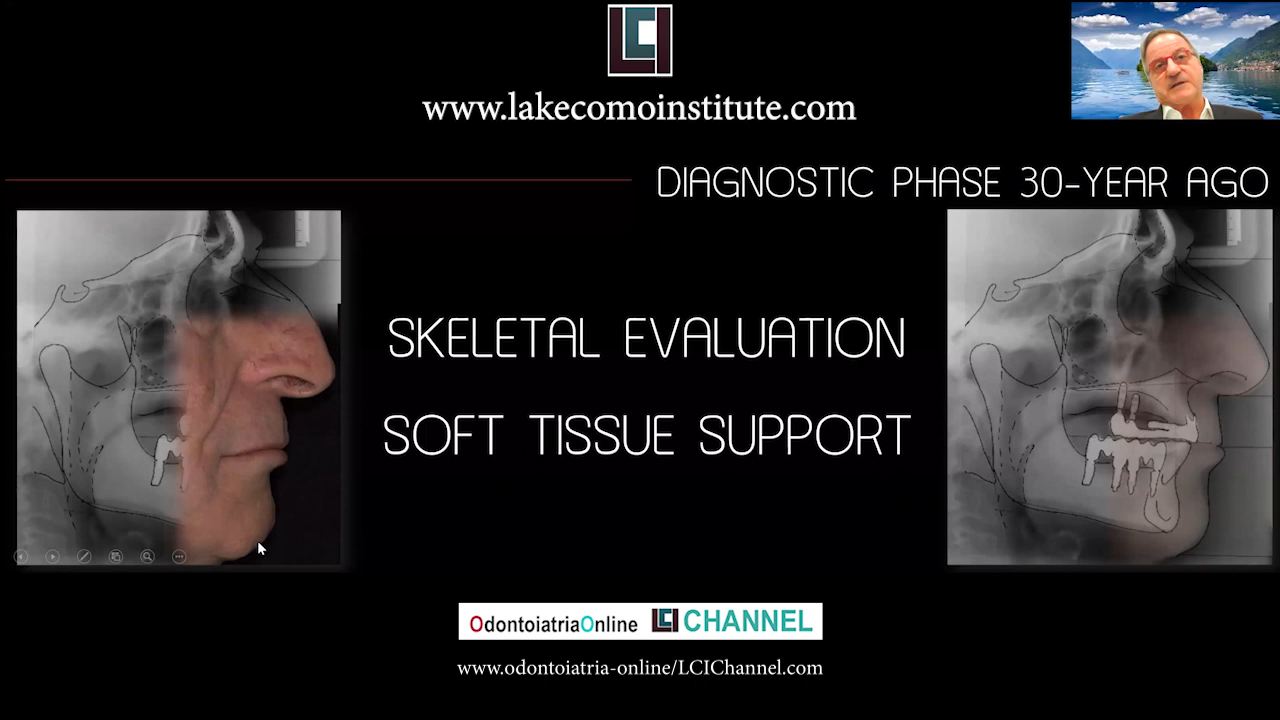 LCI
www.lakecomoinstitute.com
DIAGNOSTIC PHASE 30-YEAR AGO
SKELETAL EVALUATION
SOFT TISSUE SUPPORT
OdontoiatriaOnline LCI CHANNEL
www.odontoiatria-online/LCIChannel.com